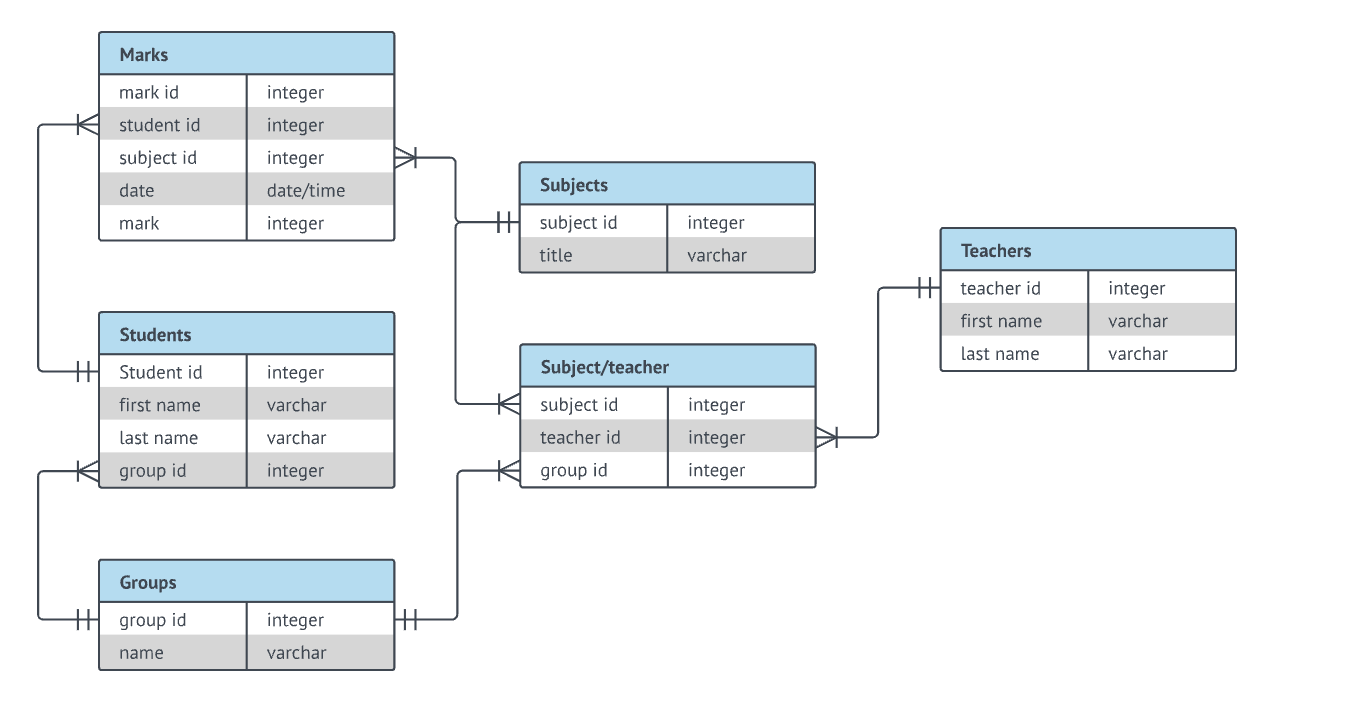 Marks
mark id integer
student id integer
subject id integer
date date/time
mark integer
Subjects
subject id integer
title varchar
Teachers
teacher id integer
first name varchar
last name varchar
Students
Student id integer
first name varchar
last name varchar
group id integer
Subject/teacher
subject id integer
teacher id integer
group id integer
Groups
group id integer
name varchar